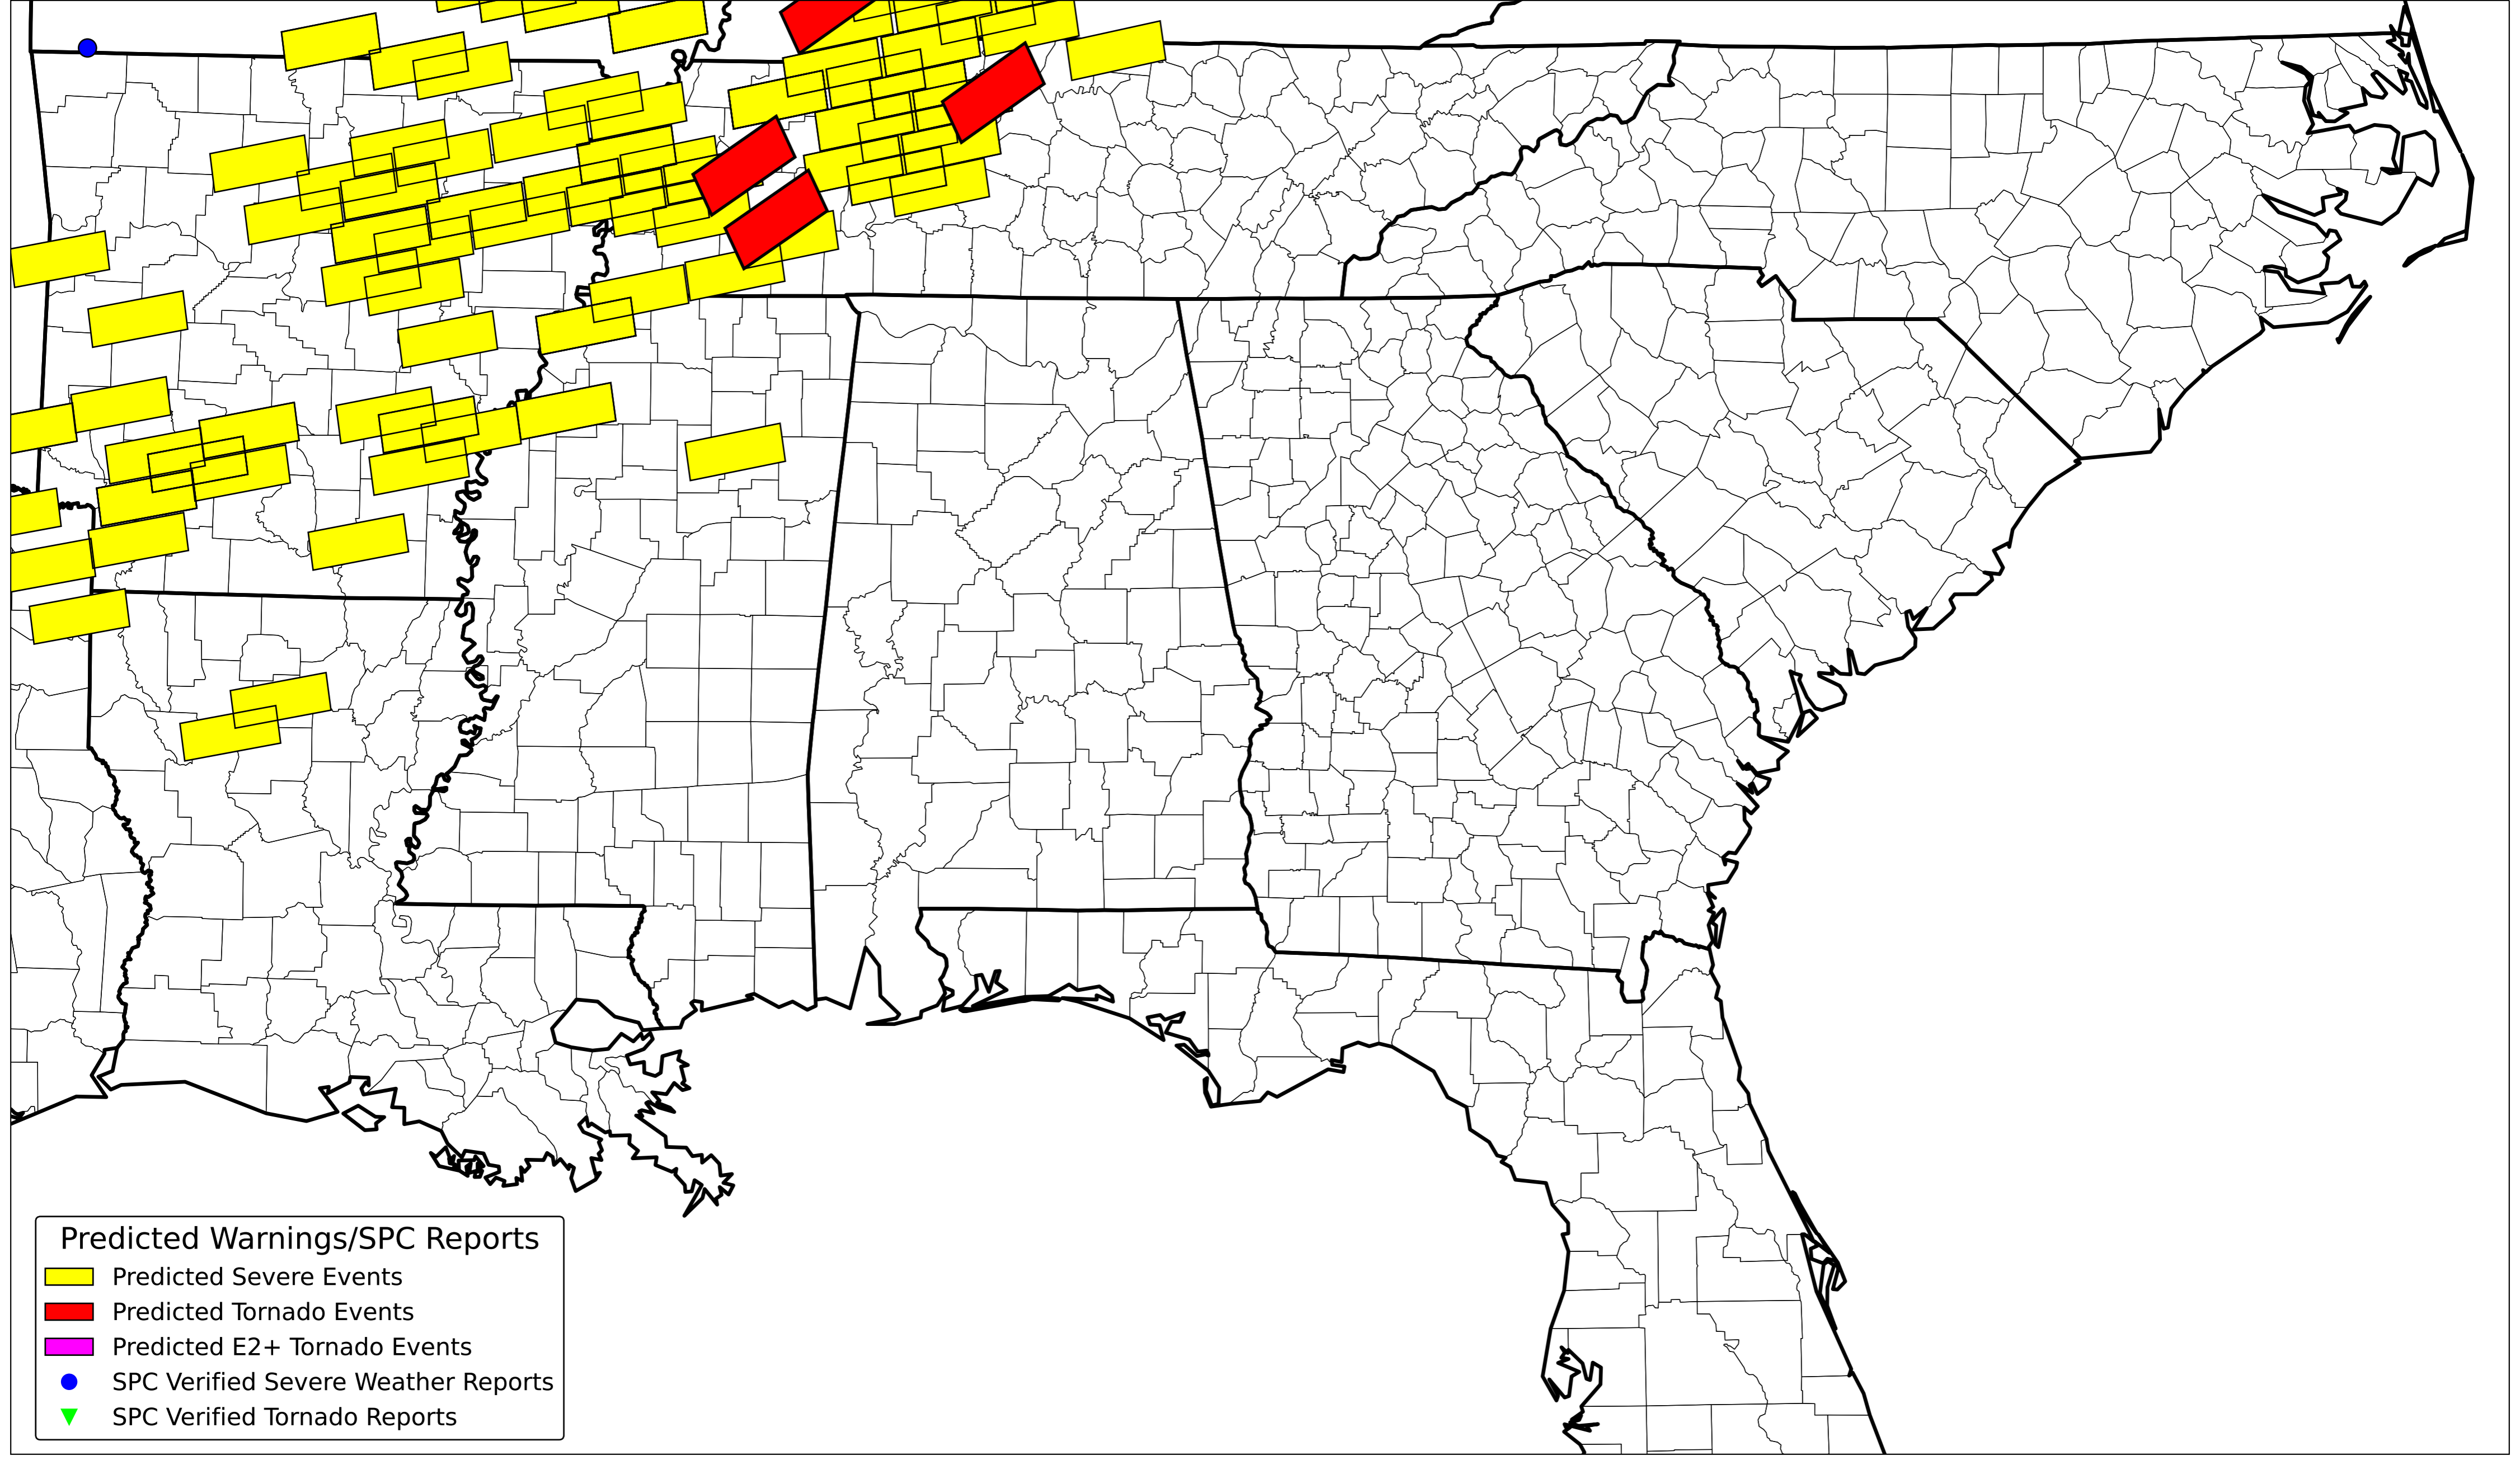 Predicted Warnings/SPC Reports
Predicted Severe Events
Predicted Tornado Events
Predicted E2+ Tornado Events
SPC Verified Severe Weather Reports
SPC Verified Tornado Reports